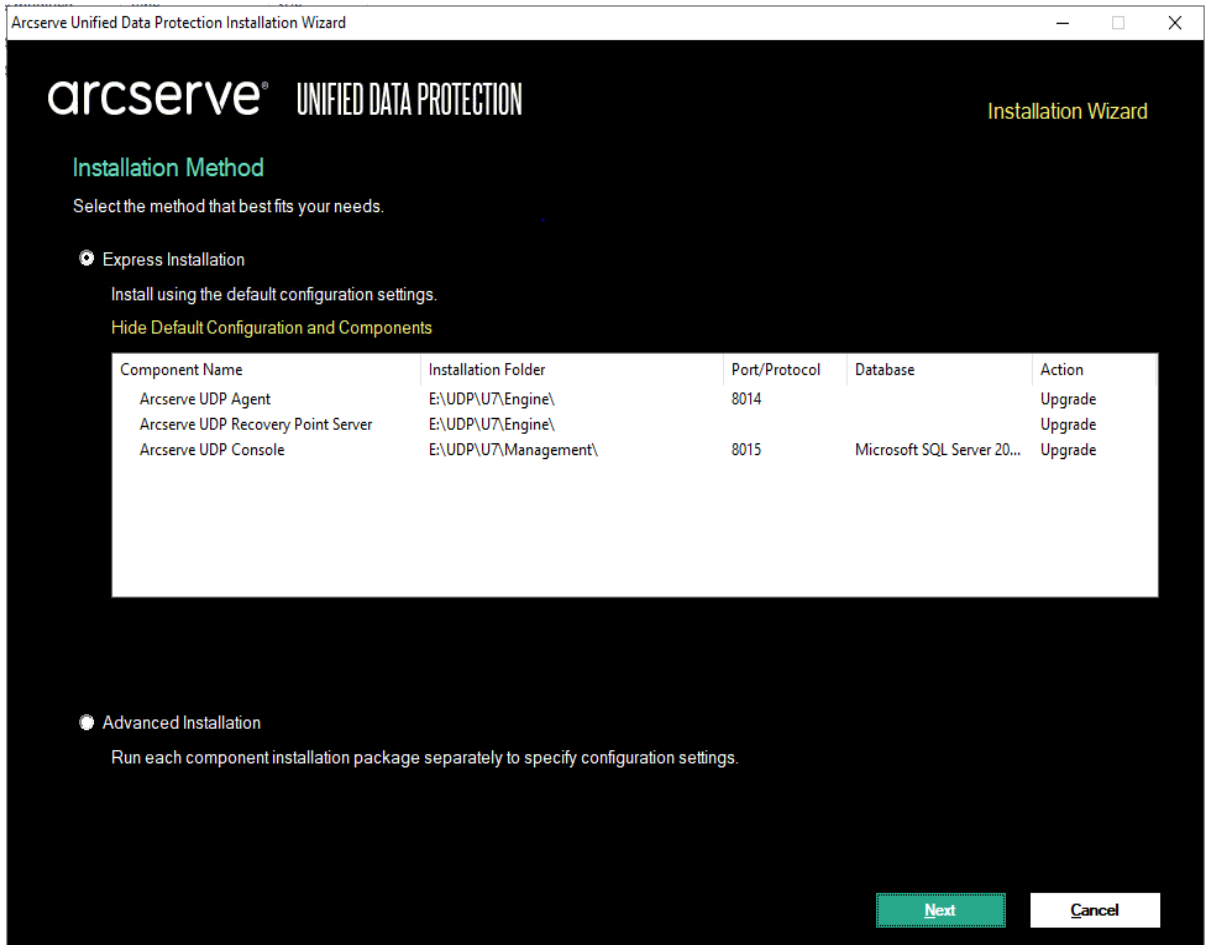 Arcserve Unified Data Protection Installation Wizard
arcserve® UNIFIED DATA PROTECTION
Installation Wizard
Installation Method
Select the method that best fits your needs.
Express Installation
Install using the default configuration settings.
Hide Default Configuration and Components
Component Name Installation Folder Port/Protocol Database Action
Arcserve UDP Agent E:\UDP\U7\Engine\ 8014 Upgrade
Arcserve UDP Recovery Point Server E:\UDP\U7\Engine\ Upgrade
Arcserve UDP Console E:\UDP\U7\Management\ 8015 Microsoft SQL Server 20... Upgrade
Advanced Installation
Run each component installation package separately to specify configuration settings.
Next Cancel